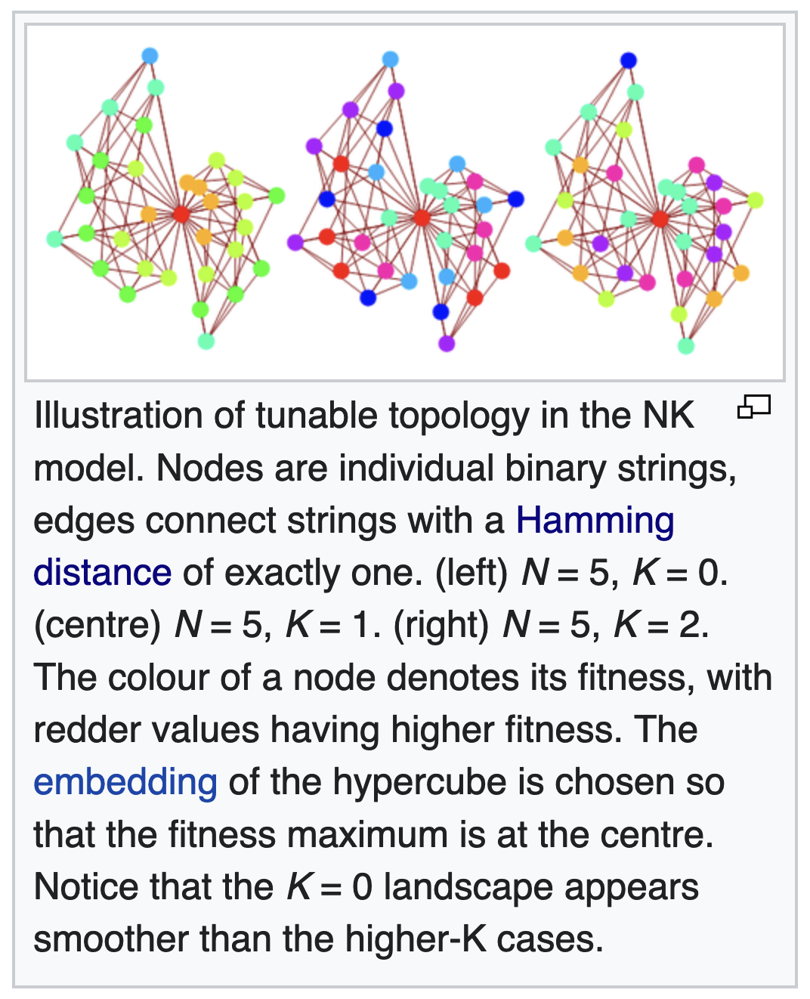 Illustration of tunable topology in the NK
model. Nodes are individual binary strings,
edges connect strings with a Hamming
distance of exactly one. (left) N = 5, K = 0.
(centre) N = 5, K = 1. (right) N = 5, K = 2.
The colour of a node denotes its fitness, with
redder values having higher fitness. The
embedding of the hypercube is chosen so
that the fitness maximum is at the centre.
Notice that the K = 0 landscape appears
smoother than the higher-K cases.